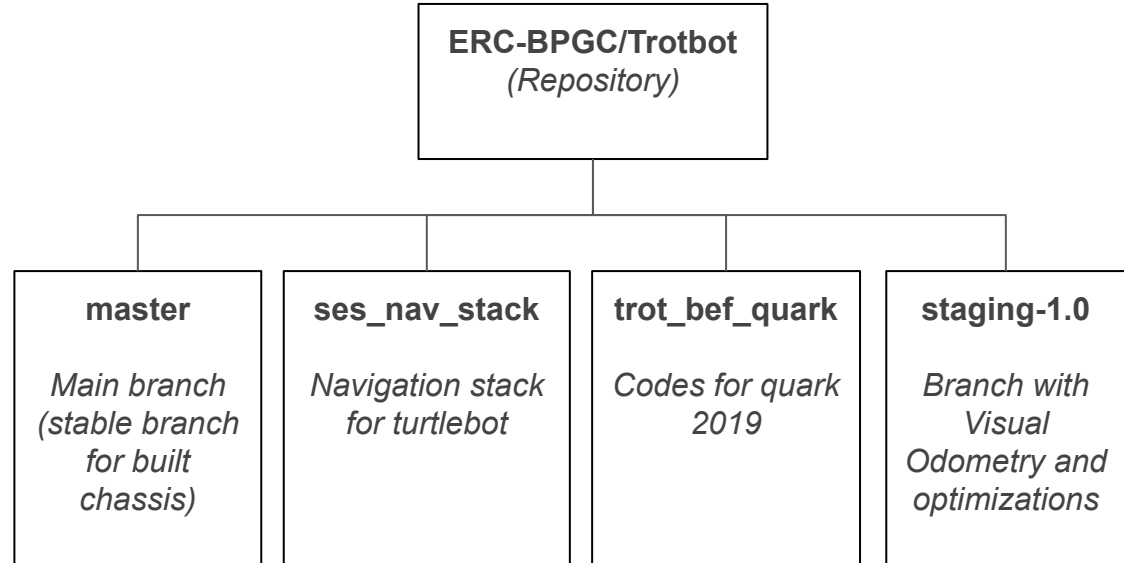 ERC-BPGC/Trotbot
(Repository)
master
Main branch
(stable branch
for built
chassis)
ses_nav_stack
Navigation stack
for turtlebot
trot_bef_quark
Codes for quark
2019
staging-1.0
Branch with
Visual
Odometry and
optimizations